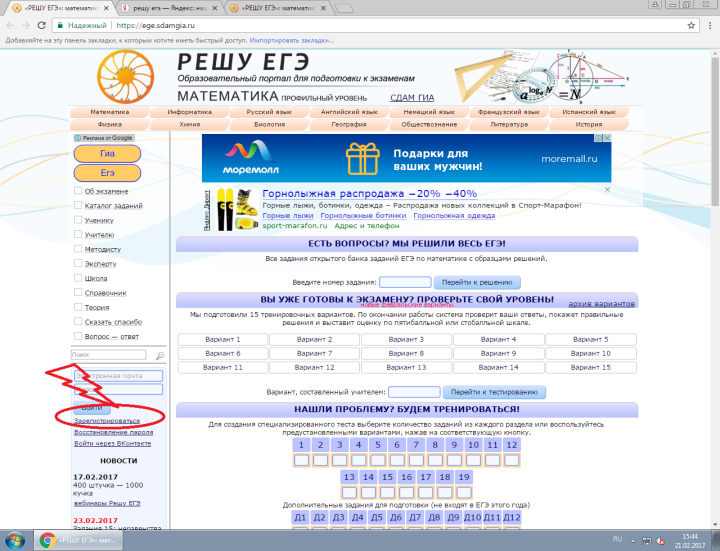 «РЕШУ ЕГЭ»: математик
решу егэ — Яндекс: наш
«РЕШУ ЕГЭ»: математик
Надежный
https://ege.sdamgia.ru
Добавляйте на эту панель закладки, к которым хотите иметь быстрый доступ. Импортировать закладки...
РЕШУ ЕГЭ
Образовательный портал для подготовки к экзаменам
МАТЕМАТИКА ПРОФИЛЬНЫЙ УРОВЕНЬ СДАМ ГИА
Математика Информатика Русский язык Английский язык Немецкий язык Французский язык Испанский язык
Физика Химия Биология География Обществознание Литература История
Реклама от Google
Гиа
Егэ
Об экзамене
Каталог заданий
Ученику
Учителю
Методисту
Эксперту
Школа
Справочник
Теория
Сказать спасибо
Вопрос — ответ
Поиск
Электронная почта
Войти
Зарегистрироваться
Восстановление пароля
Войти через ВКонтакте
НОВОСТИ
17.02.2017
400 штучка — 1000
кучка
вебинары Решу ЕГЭ
23.02.2017
Задания 15: неравенства
моремолл
Подарки для
ваших мужчин!
moremall.ru
Яндекс.Директ
Горнолыжная распродажа −20% −40%
Горные лыжи, ботинки, одежда – Распродажа новых коллекций в Спорт-Марафон!
Горные лыжи Горнолыжные ботинки Горнолыжная одежда
sport-marafon.ru Адрес и телефон
ЕСТЬ ВОПРОСЫ? МЫ РЕШИЛИ ВЕСЬ ЕГЭ!
Все задания открытого банка заданий ЕГЭ по математике с образцами решений.
Введите номер задания: Перейти к решению
ВЫ УЖЕ ГОТОВЫ К ЭКЗАМЕНУ? ПРОВЕРЬТЕ СВОЙ УРОВЕНЬ!
новые февральские варианты
архив вариантов
Мы подготовили 15 тренировочных вариантов. По окончании работы система проверит ваши ответы, покажет правильные
решения и выставит оценку по пятибалльной или стобалльной шкале.
Вариант 1 Вариант 2 Вариант 3 Вариант 4 Вариант 5
Вариант 6 Вариант 7 Вариант 8 Вариант 9 Вариант 10
Вариант 11 Вариант 12 Вариант 13 Вариант 14 Вариант 15
Вариант, составленный учителем: Перейти к тестированию
НАШЛИ ПРОБЛЕМУ? БУДЕМ ТРЕНИРОВАТЬСЯ!
Для создания специализированного теста выберите количество заданий из каждого раздела или воспользуйтесь
предустановленными вариантами, нажав на соответствующую кнопку.
1 2 3 4 5 6 7 8 9 10 11 12
13 14 15 16 17 18 19
Дополнительные задания для подготовки (не входят в ЕГЭ этого года)
Д1 Д2 Д3 Д4 Д5 Д6 Д7 Д8 Д9 Д10 Д11 Д12
«РЕШУ ЕГЭ»: мат...
RU
15:44
21.02.2017